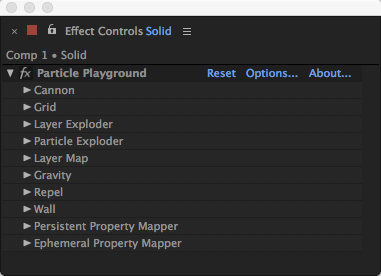 Effect Controls Solid
Comp 1 • Solid
fx Particle Playground Reset Options... About...
Cannon
Grid
Layer Exploder
Particle Exploder
Layer Map
Gravity
Repel
Wall
Persistent Property Mapper
Ephemeral Property Mapper